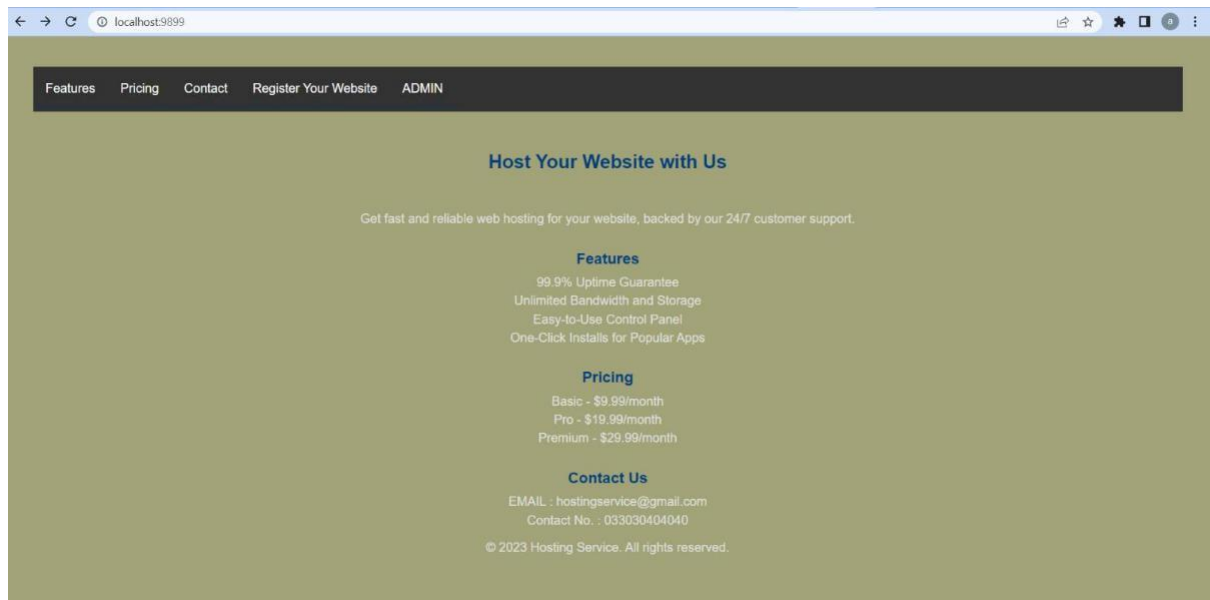 localhost:9899
a
Features Pricing Contact Register Your Website ADMIN
Host Your Website with Us
Get fast and reliable web hosting for your website, backed by our 24/7 customer support.
Features
99.9% Uptime Guarantee
Unlimited Bandwidth and Storage
Easy-to-Use Control Panel
One-Click Installs for Popular Apps
Pricing
Basic - $9.99/month
Pro - $19.99/month
Premium - $29.99/month
Contact Us
EMAIL : hostingservice@gmail.com
Contact No. : 033030404040
© 2023 Hosting Service. All rights reserved.